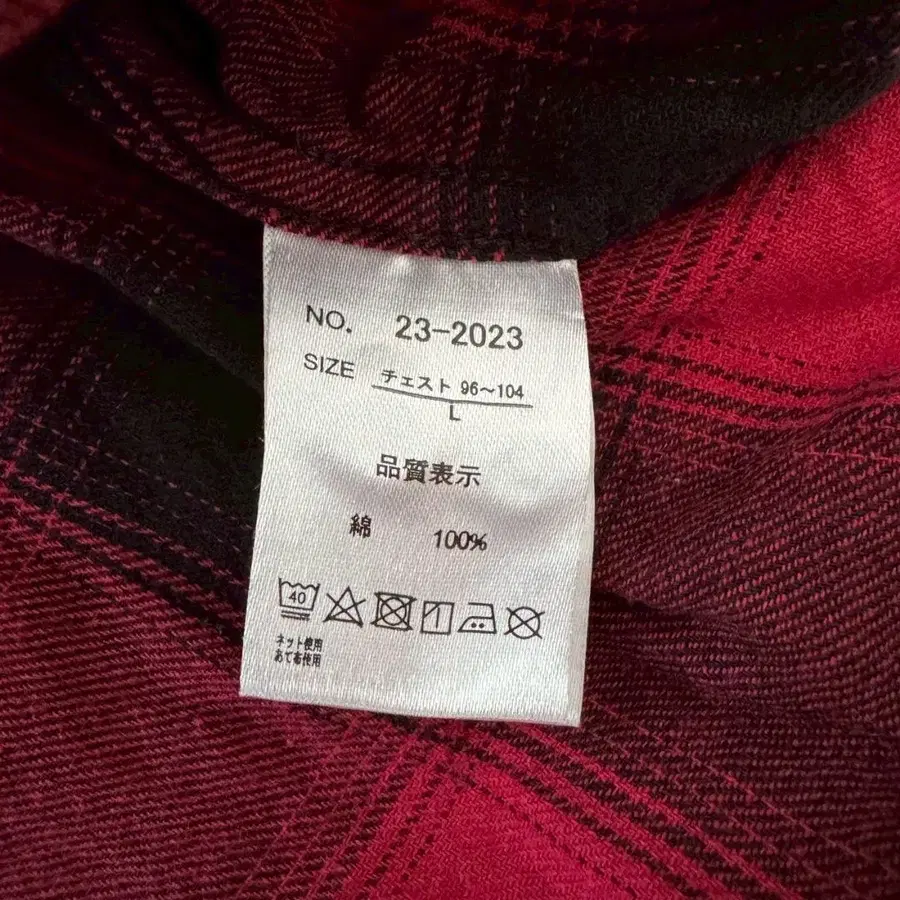 NO. 23-2023
SIZE チェスト 96～104
L
品質表示
綿 100%
40
ネット使用
あて布使用